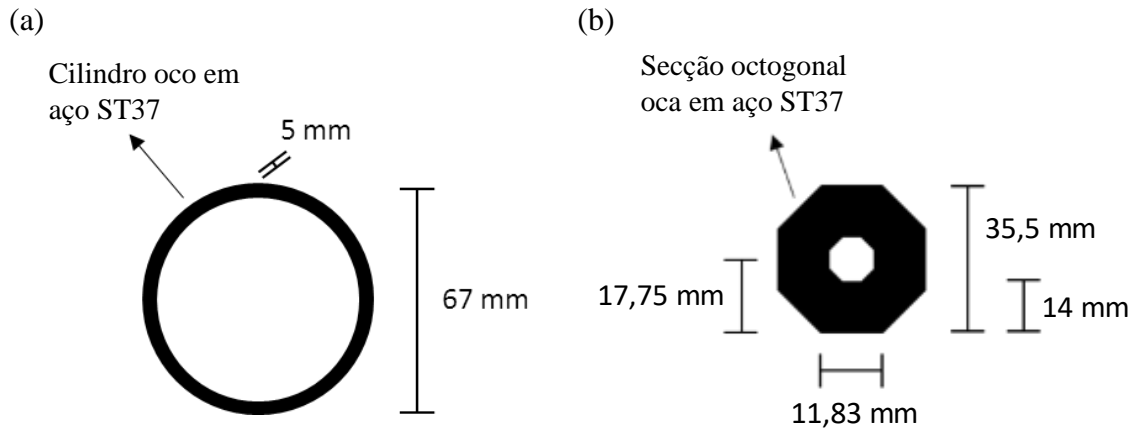 (a)
(b)
Cilindro oco em
aço ST37
5 mm
67 mm
Secção octogonal
oca em aço ST37
35,5 mm
17,75 mm
14 mm
11,83 mm